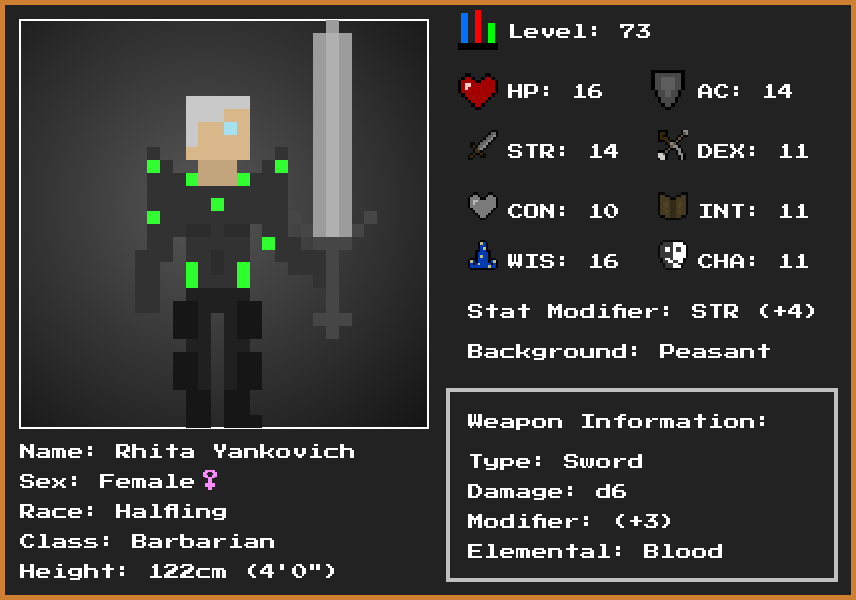 Level: 73
HP: 16 AC: 14
STR: 14 DEX: 11
CON: 10 INT: 11
WIS: 16 CHA: 11
Stat Modifier: STR (+4)
Background: Peasant
Name: Rhita Yankovich
Sex: Female♀
Race: Halfling
Class: Barbarian
Height: 122cm (4'0")
Weapon Information:
Type: Sword
Damage: d6
Modifier: (+3)
Elemental: Blood